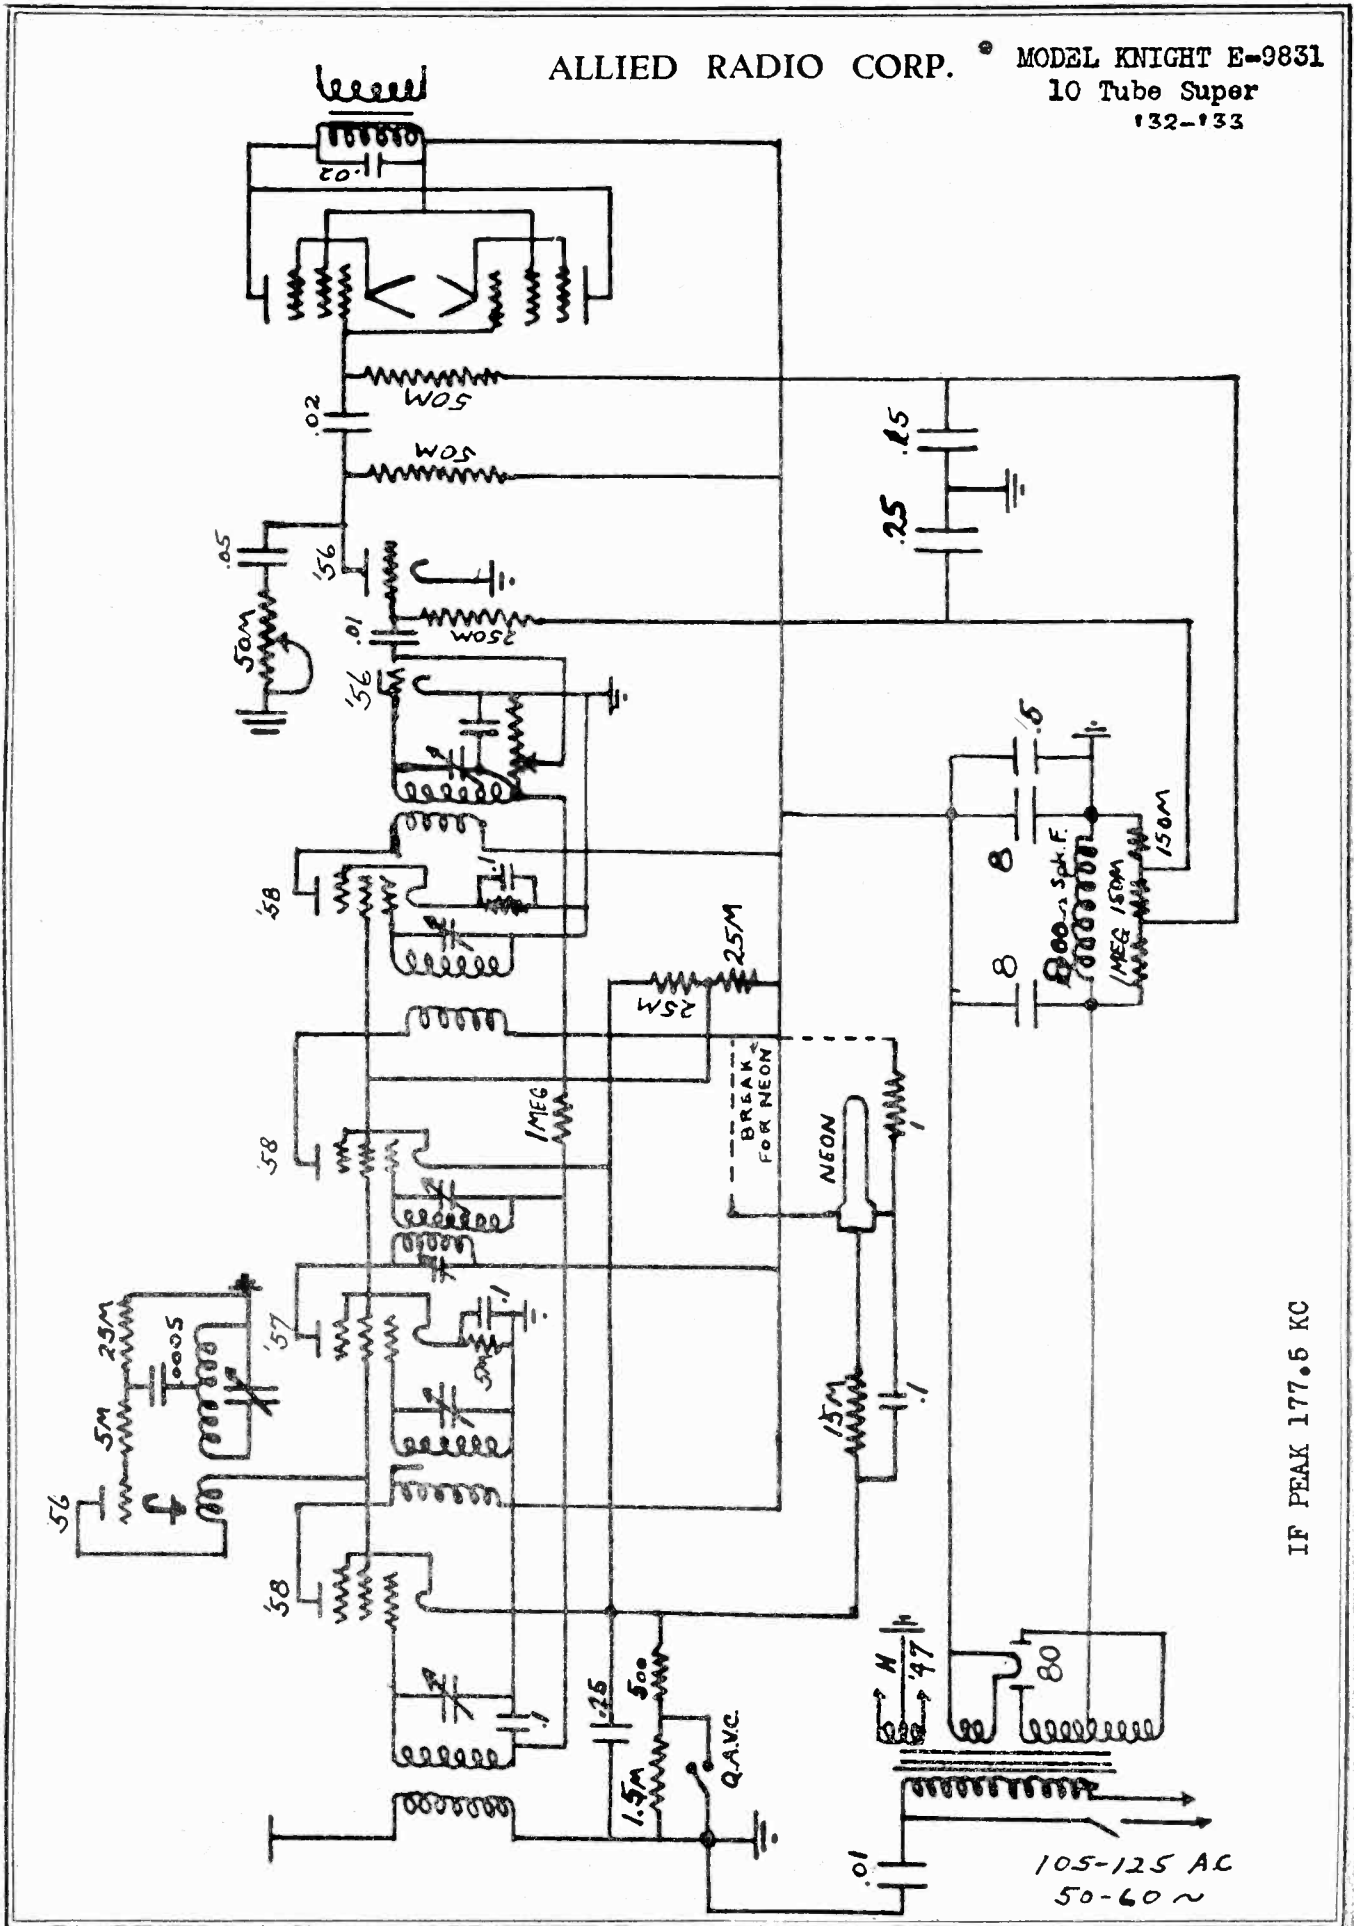 ALLIED RADIO CORP.
MODEL KNIGHT E-9831
10 Tube Super
'32-'33
.02
50M
.02
50M
.15
.25
.05
'56
50M
.01
250M
'56
.5
8
150M
800~ Spk.F.
1MEG 150M
8
.1
'58
25M
25M
BREAK
FOR NEON
1MEG
NEON
'58
1
25M
.0005
'57
.1
5M
5M
15M
.1
'56
'58
IF PEAK 177.5 KC
H
'47
80
.25
500
.1
1.5M
Q.A.V.C.
.01
105-125 AC
50-60 ~